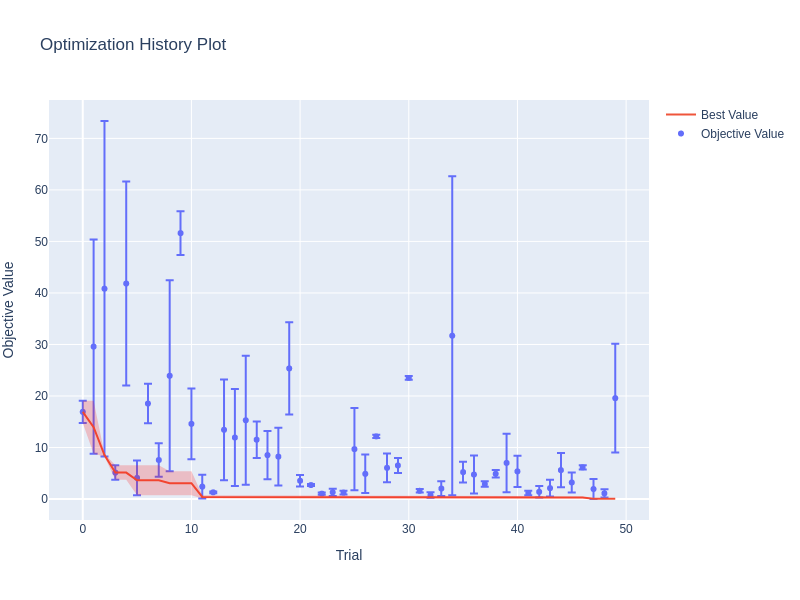 Optimization History Plot
Best Value
Objective Value
Objective Value
70
60
50
40
30
20
10
0
0 10 20 30 40 50
Trial